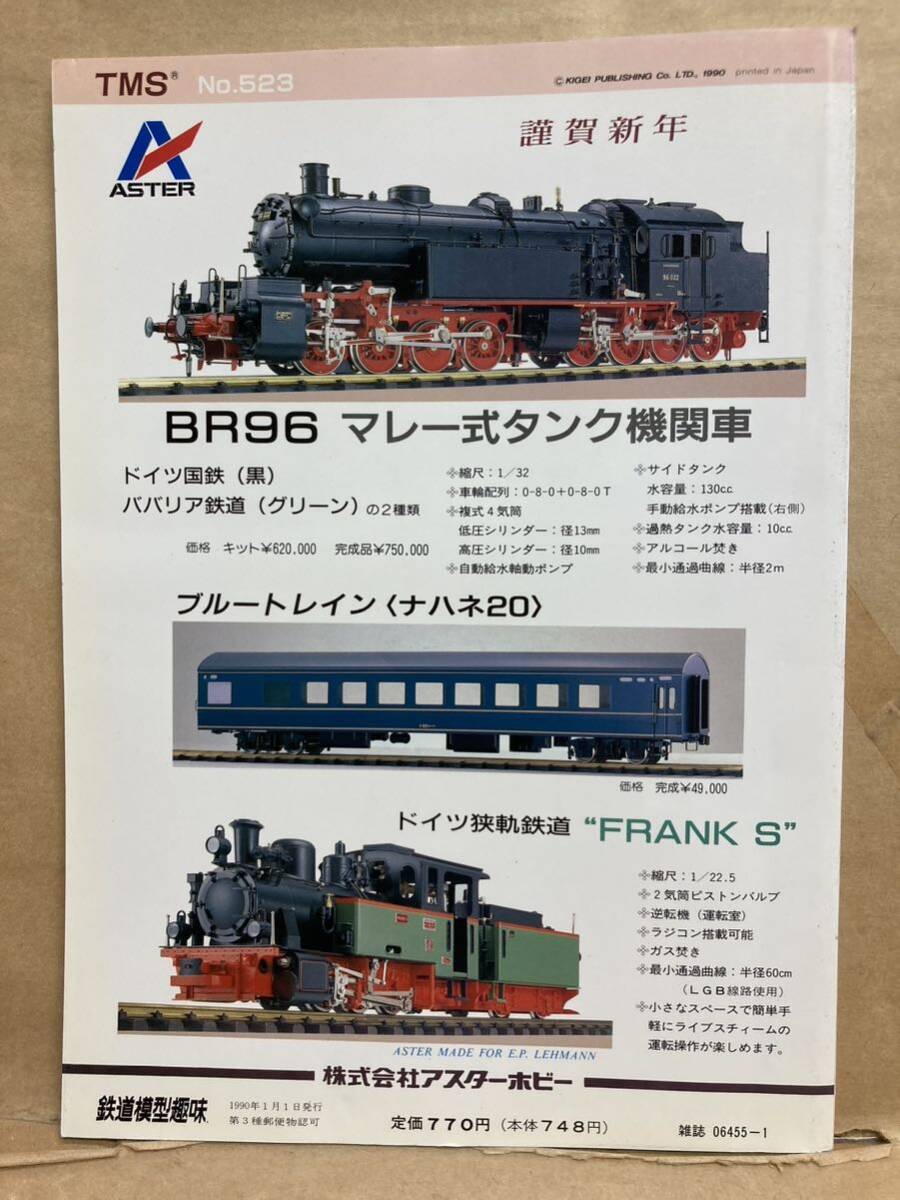 TMS® No.523
©KIGEI PUBLISHING Co. LTD., 1990 printed in Japan
ASTER
謹賀新年
96 022
BR96 マレー式タンク機関車
ドイツ国鉄（黒）
ババリア鉄道（グリーン）の2種類
価格 キット¥620,000 完成品¥750,000
✤縮尺：1／32
✤車輪配列：0-8-0+0-8-0T
✤複式4気筒
低圧シリンダー：径13mm
高圧シリンダー：径10mm
✤自動給水軸動ポンプ
✤サイドタンク
水容量：130c.c.
手動給水ポンプ搭載（右側）
✤過熱タンク水容量：10c.c.
✤アルコール焚き
✤最小通過曲線：半径2m
ブルートレイン〈ナハネ20〉
価格 完成¥49,000
ドイツ狭軌鉄道 “FRANK S”
✤縮尺：1／22.5
✤2気筒ピストンバルブ
✤逆転機（運転室）
✤ラジコン搭載可能
✤ガス焚き
✤最小通過曲線：半径60cm
（LGB線路使用）
✤小さなスペースで簡単手
軽にライブスチィームの
運転操作が楽しめます。
ASTER MADE FOR E.P. LEHMANN
株式会社アスターホビー
鉄道模型趣味
1990年1月1日発行
第3種郵便物認可
定価770円（本体748円）
雑誌 06455-1